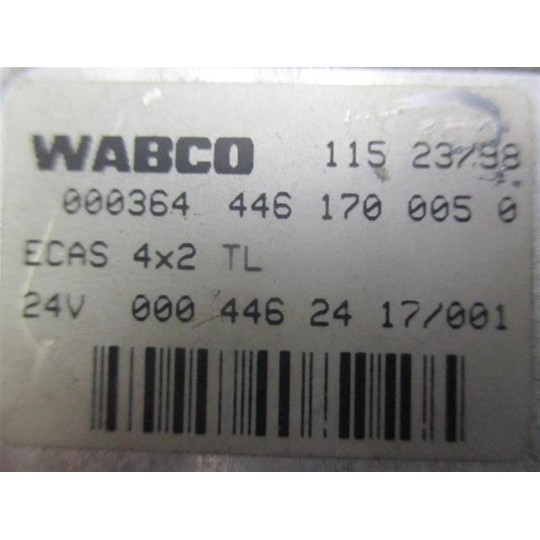 WABCO 115 23/98
000364 446 170 005 0
ECAS 4x2 TL
24V 000 446 24 17/001